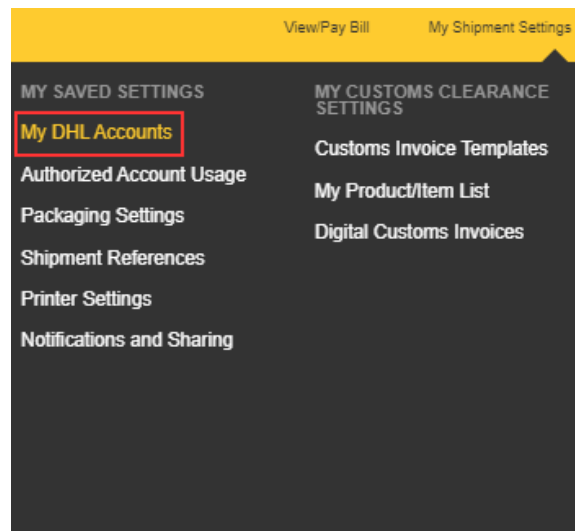 View/Pay Bill
My Shipment Settings
MY SAVED SETTINGS
My DHL Accounts
Authorized Account Usage
Packaging Settings
Shipment References
Printer Settings
Notifications and Sharing
MY CUSTOMS CLEARANCE
SETTINGS
Customs Invoice Templates
My Product/Item List
Digital Customs Invoices